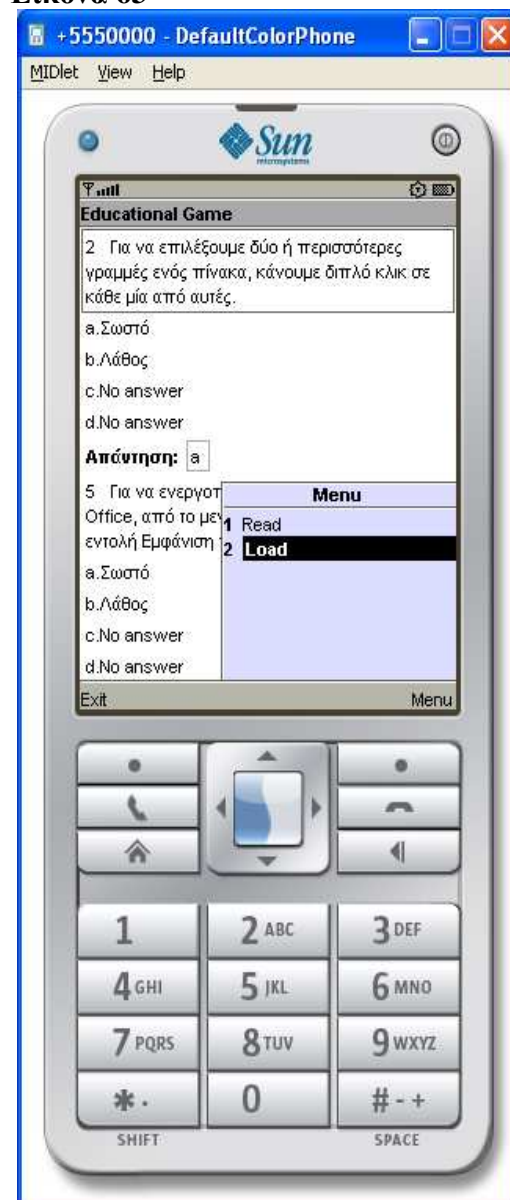 +5550000 - DefaultColorPhone
MIDlet View Help
Sun
microsystems
Educational Game
2 Για να επιλέξουμε δύο ή περισσότερες
γραμμές ενός πίνακα, κάνουμε διπλό κλικ σε
κάθε μία από αυτές.
a.Σωστό
b.Λάθος
c.No answer
d.No answer
Απάντηση: a
5 Για να ενεργοπ
Office, από το με
εντολή Εμφάνιση
a.Σωστό
b.Λάθος
c.No answer
d.No answer
Menu
1 Read
2 Load
Exit Menu
1 2 ABC 3 DEF
4 GHI 5 JKL 6 MNO
7 PQRS 8 TUV 9 WXYZ
* . 0 # - +
SHIFT SPACE